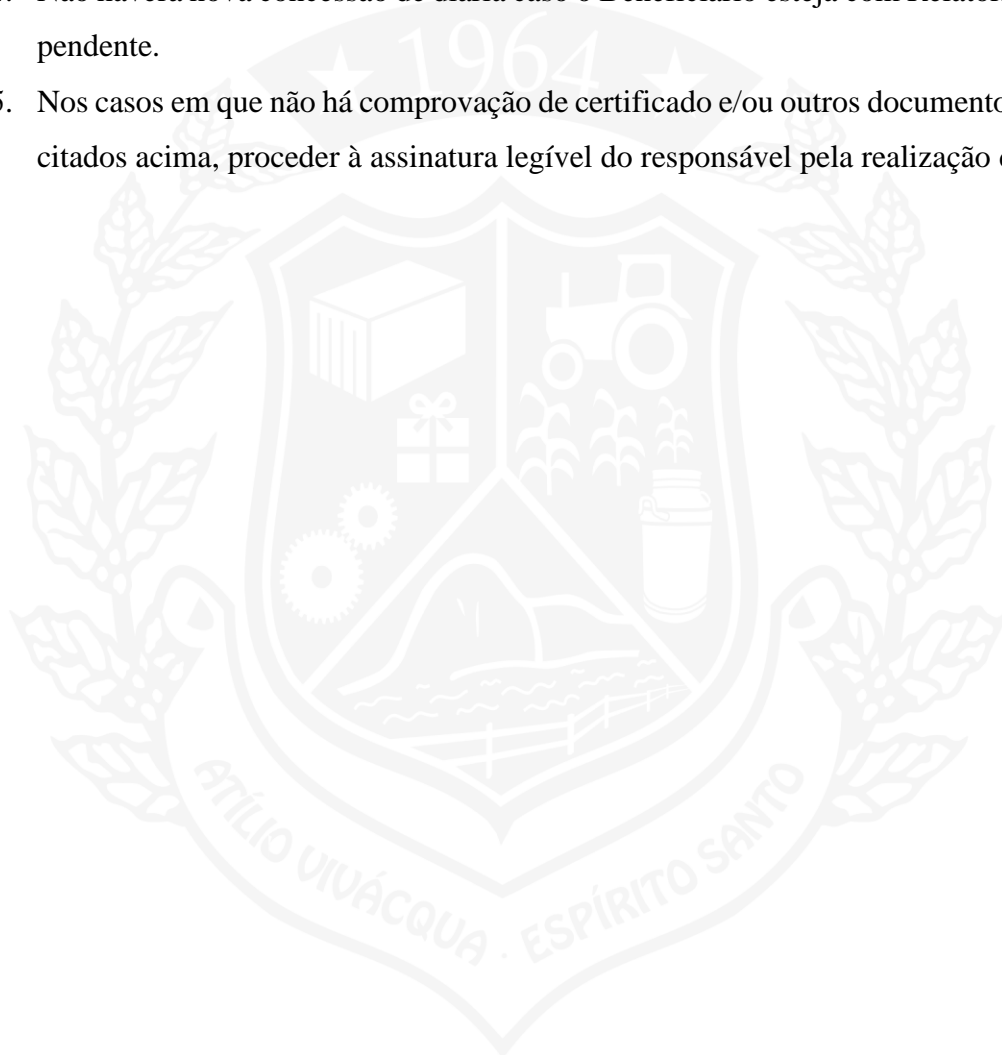 pendente.
5. Nos casos em que não há comprovação de certificado e/ou outros documento
citados acima, proceder à assinatura legível do responsável pela realização
1964
ATÍLIO VIVÁCQUA · ESPÍRITO SANTO